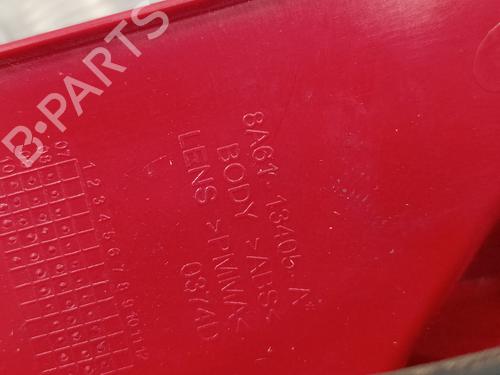 B-PARTS
8A61-13405-A*
BODY >ABS<
LENS >PMMA<
0374D
07
1 2 3 4 5 6 7 8 9 10 11 12